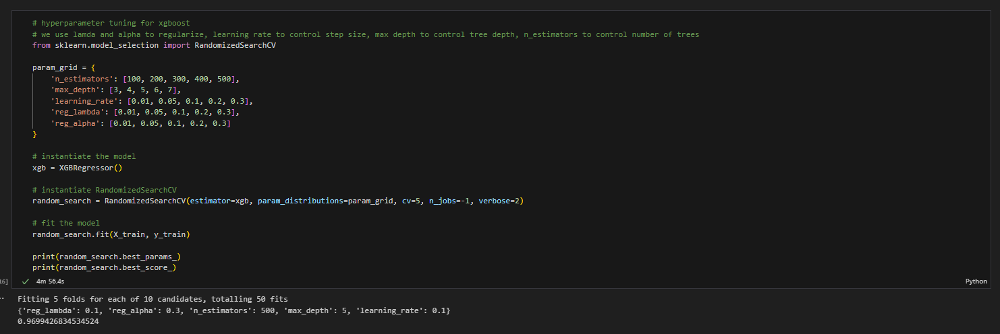 # hyperparameter tuning for xgboost
# we use lamda and alpha to regularize, learning rate to control step size, max depth to control tree depth, n_estimators to control number of trees
from sklearn.model_selection import RandomizedSearchCV
param_grid = {
'n_estimators': [100, 200, 300, 400, 500],
'max_depth': [3, 4, 5, 6, 7],
'learning_rate': [0.01, 0.05, 0.1, 0.2, 0.3],
'reg_lambda': [0.01, 0.05, 0.1, 0.2, 0.3],
'reg_alpha': [0.01, 0.05, 0.1, 0.2, 0.3]
}
# instantiate the model
xgb = XGBRegressor()
# instantiate RandomizedSearchCV
random_search = RandomizedSearchCV(estimator=xgb, param_distributions=param_grid, cv=5, n_jobs=-1, verbose=2)
# fit the model
random_search.fit(X_train, y_train)
print(random_search.best_params_)
print(random_search.best_score_)
16] 4m 56.4s Python
Fitting 5 folds for each of 10 candidates, totalling 50 fits
{'reg_lambda': 0.1, 'reg_alpha': 0.3, 'n_estimators': 500, 'max_depth': 5, 'learning_rate': 0.1}
0.9699426834534524